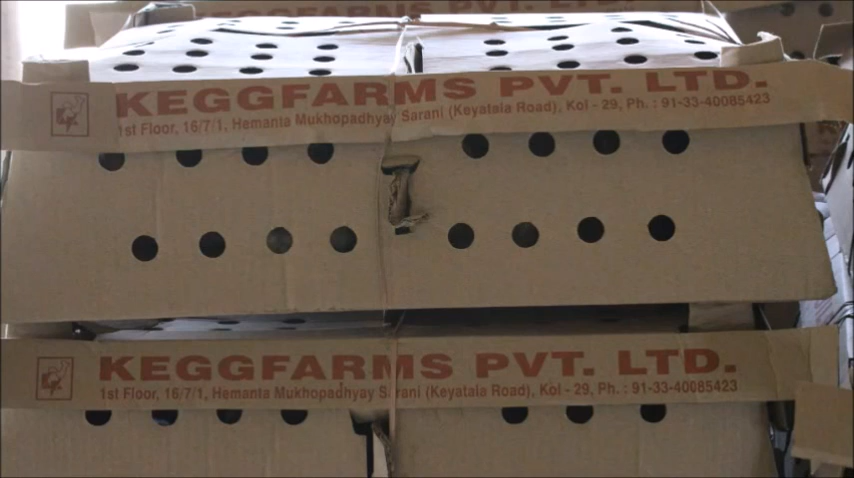 KEGGFARMS PVT. LTD.
1st Floor, 16/7/1, Hemanta Mukhopadhyay Sarani (Keyatala Road), Kol - 29, Ph. : 91-33-40085423
KEGGFARMS PVT. LTD.
1st Floor, 16/7/1, Hemanta Mukhopadhyay Sarani (Keyatala Road), Kol - 29, Ph. : 91-33-40085423